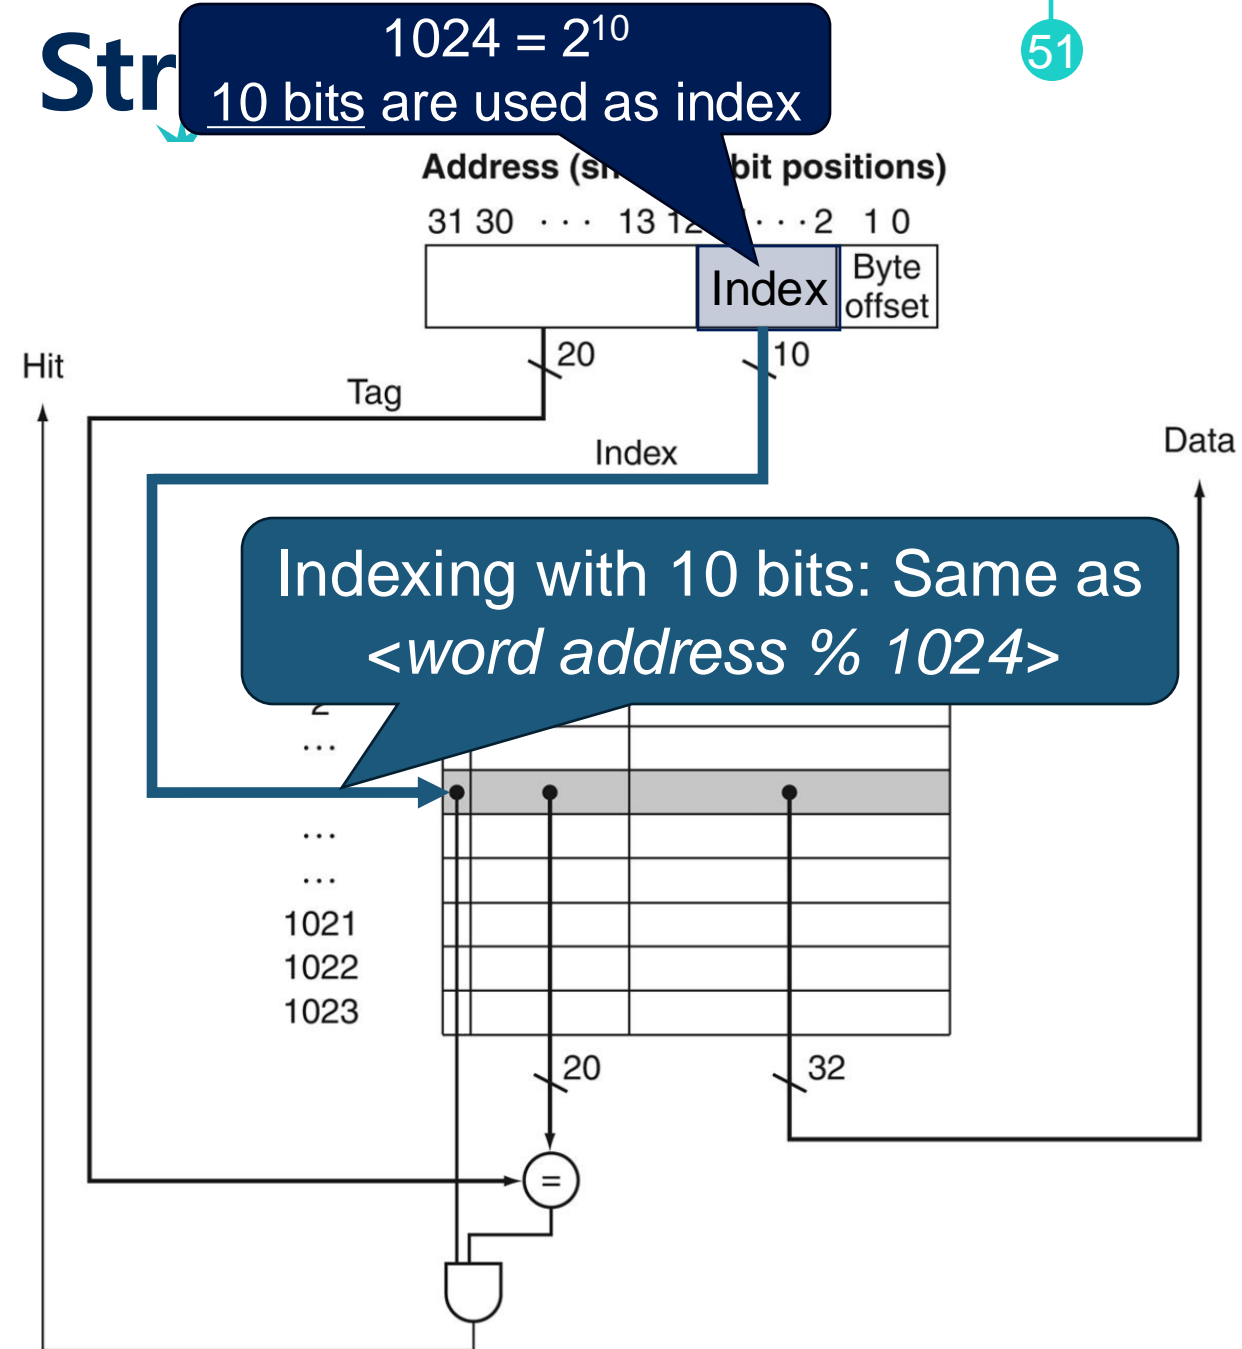 51
Str
1024 = 2¹⁰
10 bits are used as index
Address (s bit positions)
31 30 · · · 13 12 · · · 2 1 0
Index
Byte
offset
20
10
Hit
Tag
Index
Data
Indexing with 10 bits: Same as
<word address % 1024>
2
...
...
...
1021
1022
1023
20
32
=